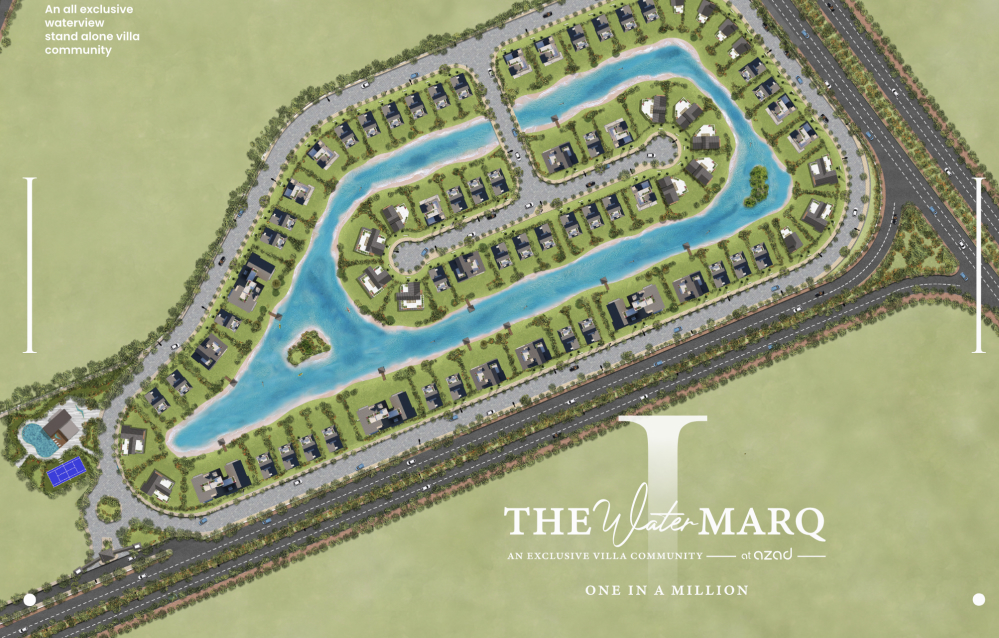 An all exclusive
waterview
stand alone villa
community
I
THE Water MARQ
AN EXCLUSIVE VILLA COMMUNITY — at azad —
ONE IN A MILLION